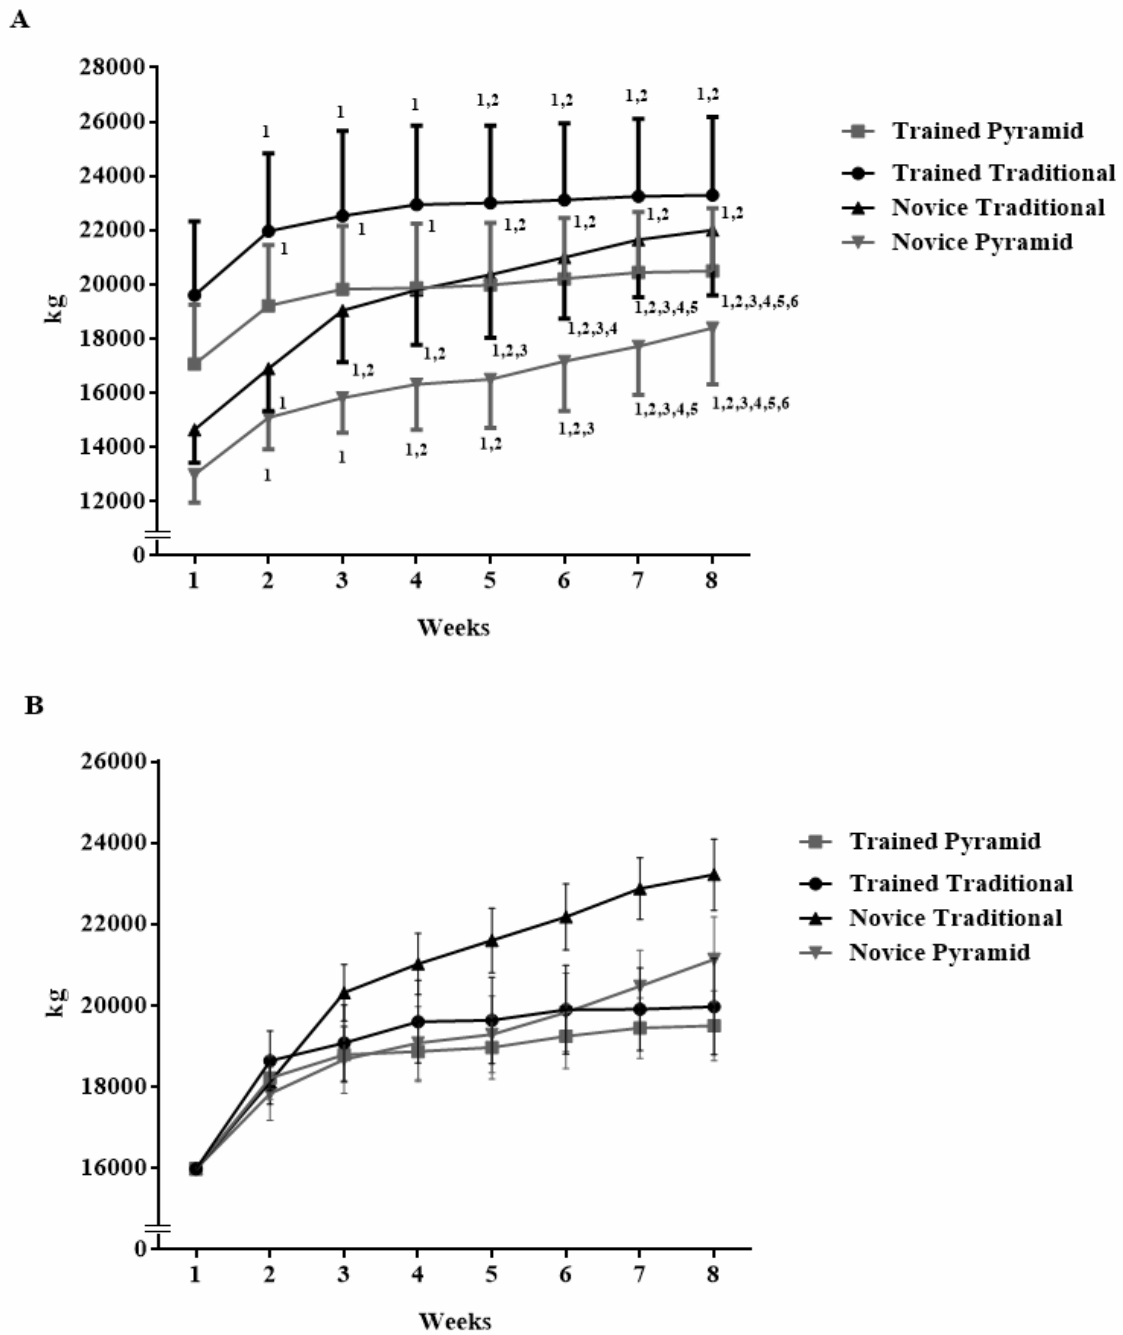 A
28000
26000
24000
22000
20000
18000
16000
14000
12000
0
kg
1 1 1 1,2 1,2 1,2 1,2
1 1 1 1,2 1,2 1,2 1,2
1 1,2 1,2 1,2,3 1,2,3,4 1,2,3,4,5 1,2,3,4,5,6
1 1 1,2 1,2 1,2,3 1,2,3,4,5 1,2,3,4,5,6
1 2 3 4 5 6 7 8
Weeks
Trained Pyramid
Trained Traditional
Novice Traditional
Novice Pyramid
B
26000
24000
22000
20000
18000
16000
0
kg
1 2 3 4 5 6 7 8
Weeks
Trained Pyramid
Trained Traditional
Novice Traditional
Novice Pyramid